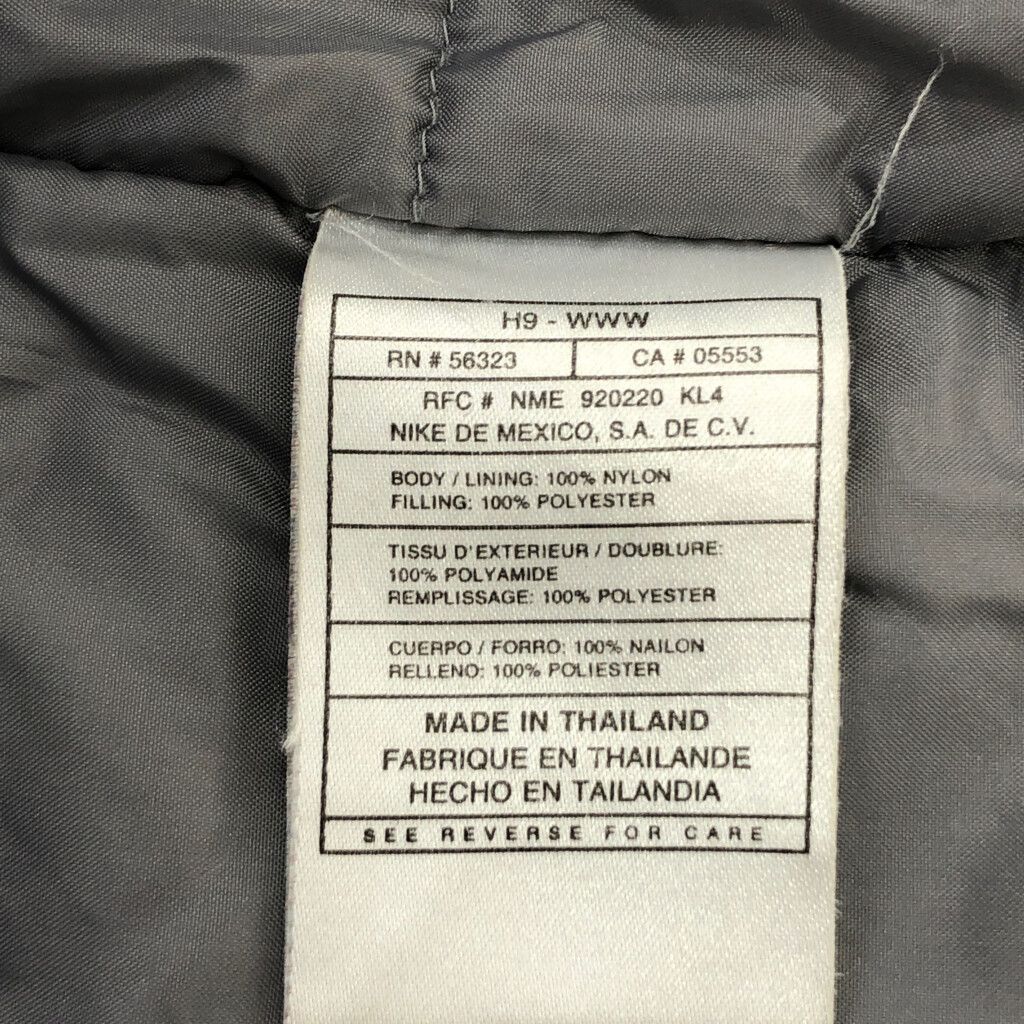 H9 - WWW
RN # 56323 CA # 05553
RFC # NME 920220 KL4
NIKE DE MEXICO, S.A. DE C.V.
BODY / LINING: 100% NYLON
FILLING: 100% POLYESTER
TISSU D'EXTERIEUR / DOUBLURE:
100% POLYAMIDE
REMPLISSAGE: 100% POLYESTER
CUERPO / FORRO: 100% NAILON
RELLENO: 100% POLIESTER
MADE IN THAILAND
FABRIQUE EN THAILANDE
HECHO EN TAILANDIA
SEE REVERSE FOR CARE